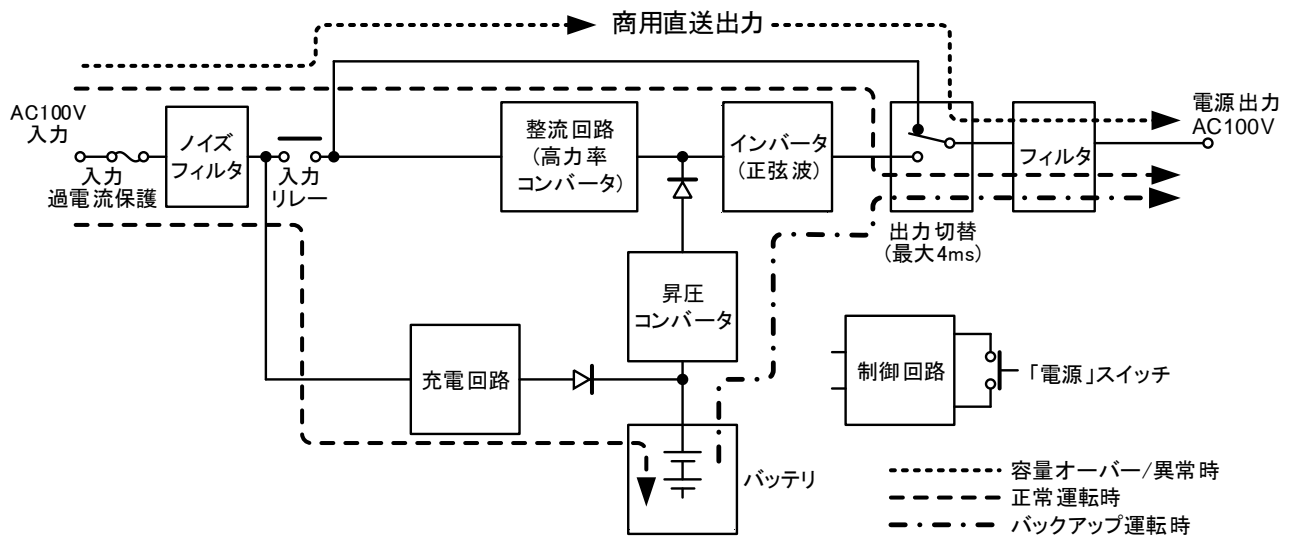 商用直送出力
AC100V
入力
入力
過電流保護
ノイズ
フィルタ
入力
リレー
整流回路
(高力率
コンバータ)
インバータ
(正弦波)
出力切替
(最大4ms)
フィルタ
電源出力
AC100V
昇圧
コンバータ
充電回路
バッテリ
制御回路
「電源」スイッチ
容量オーバー/異常時
正常運転時
バックアップ運転時